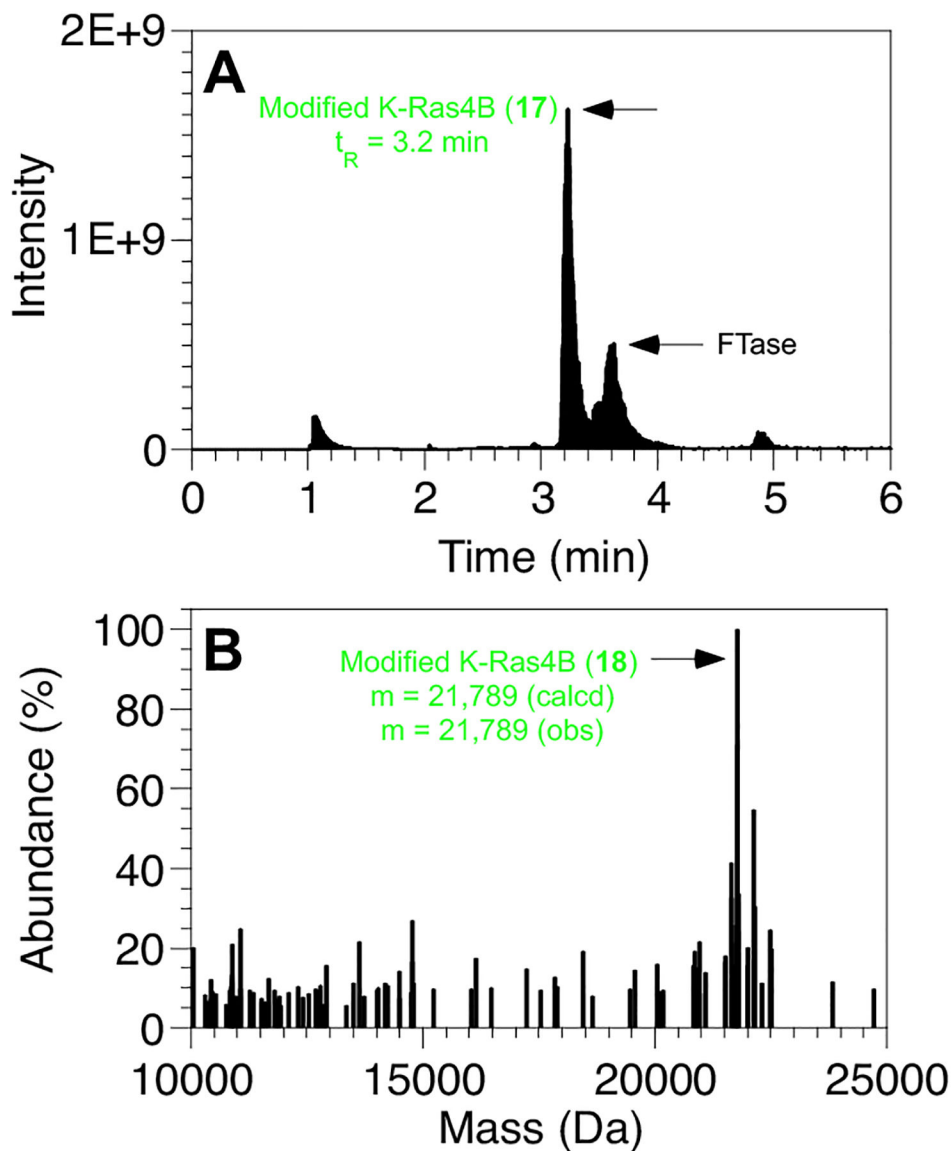 2E+9
A
Modified K-Ras4B (17)
tR = 3.2 min
Intensity
1E+9
FTase
0
0 1 2 3 4 5 6
Time (min)
100
B
Modified K-Ras4B (18)
m = 21,789 (calcd)
m = 21,789 (obs)
80
Abundance (%)
60
40
20
0
10000 15000 20000 25000
Mass (Da)